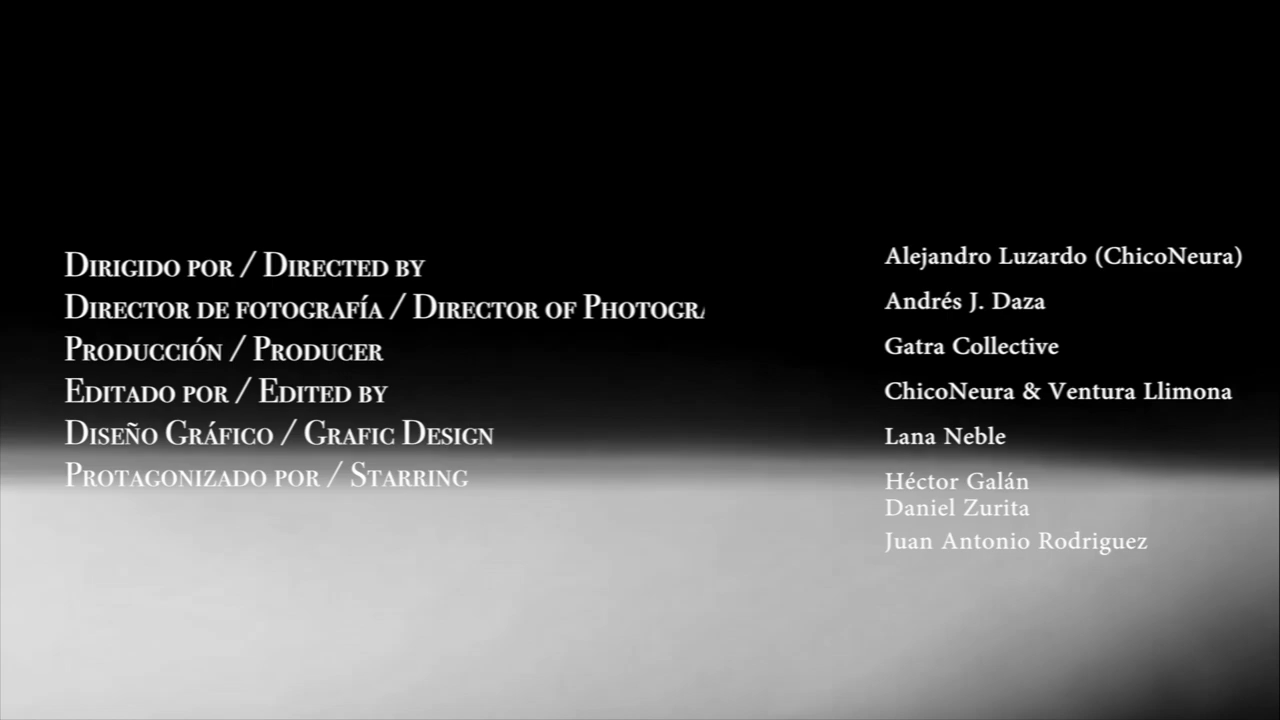 Dirigido por / Directed by
Alejandro Luzardo (ChicoNeura)
Director de fotografía / Director of Photogra
Andrés J. Daza
Producción / Producer
Gatra Collective
Editado por / Edited by
ChicoNeura & Ventura Llimona
Diseño Gráfico / Grafic Design
Lana Neble
Protagonizado por / Starring
Héctor Galán
Daniel Zurita
Juan Antonio Rodriguez